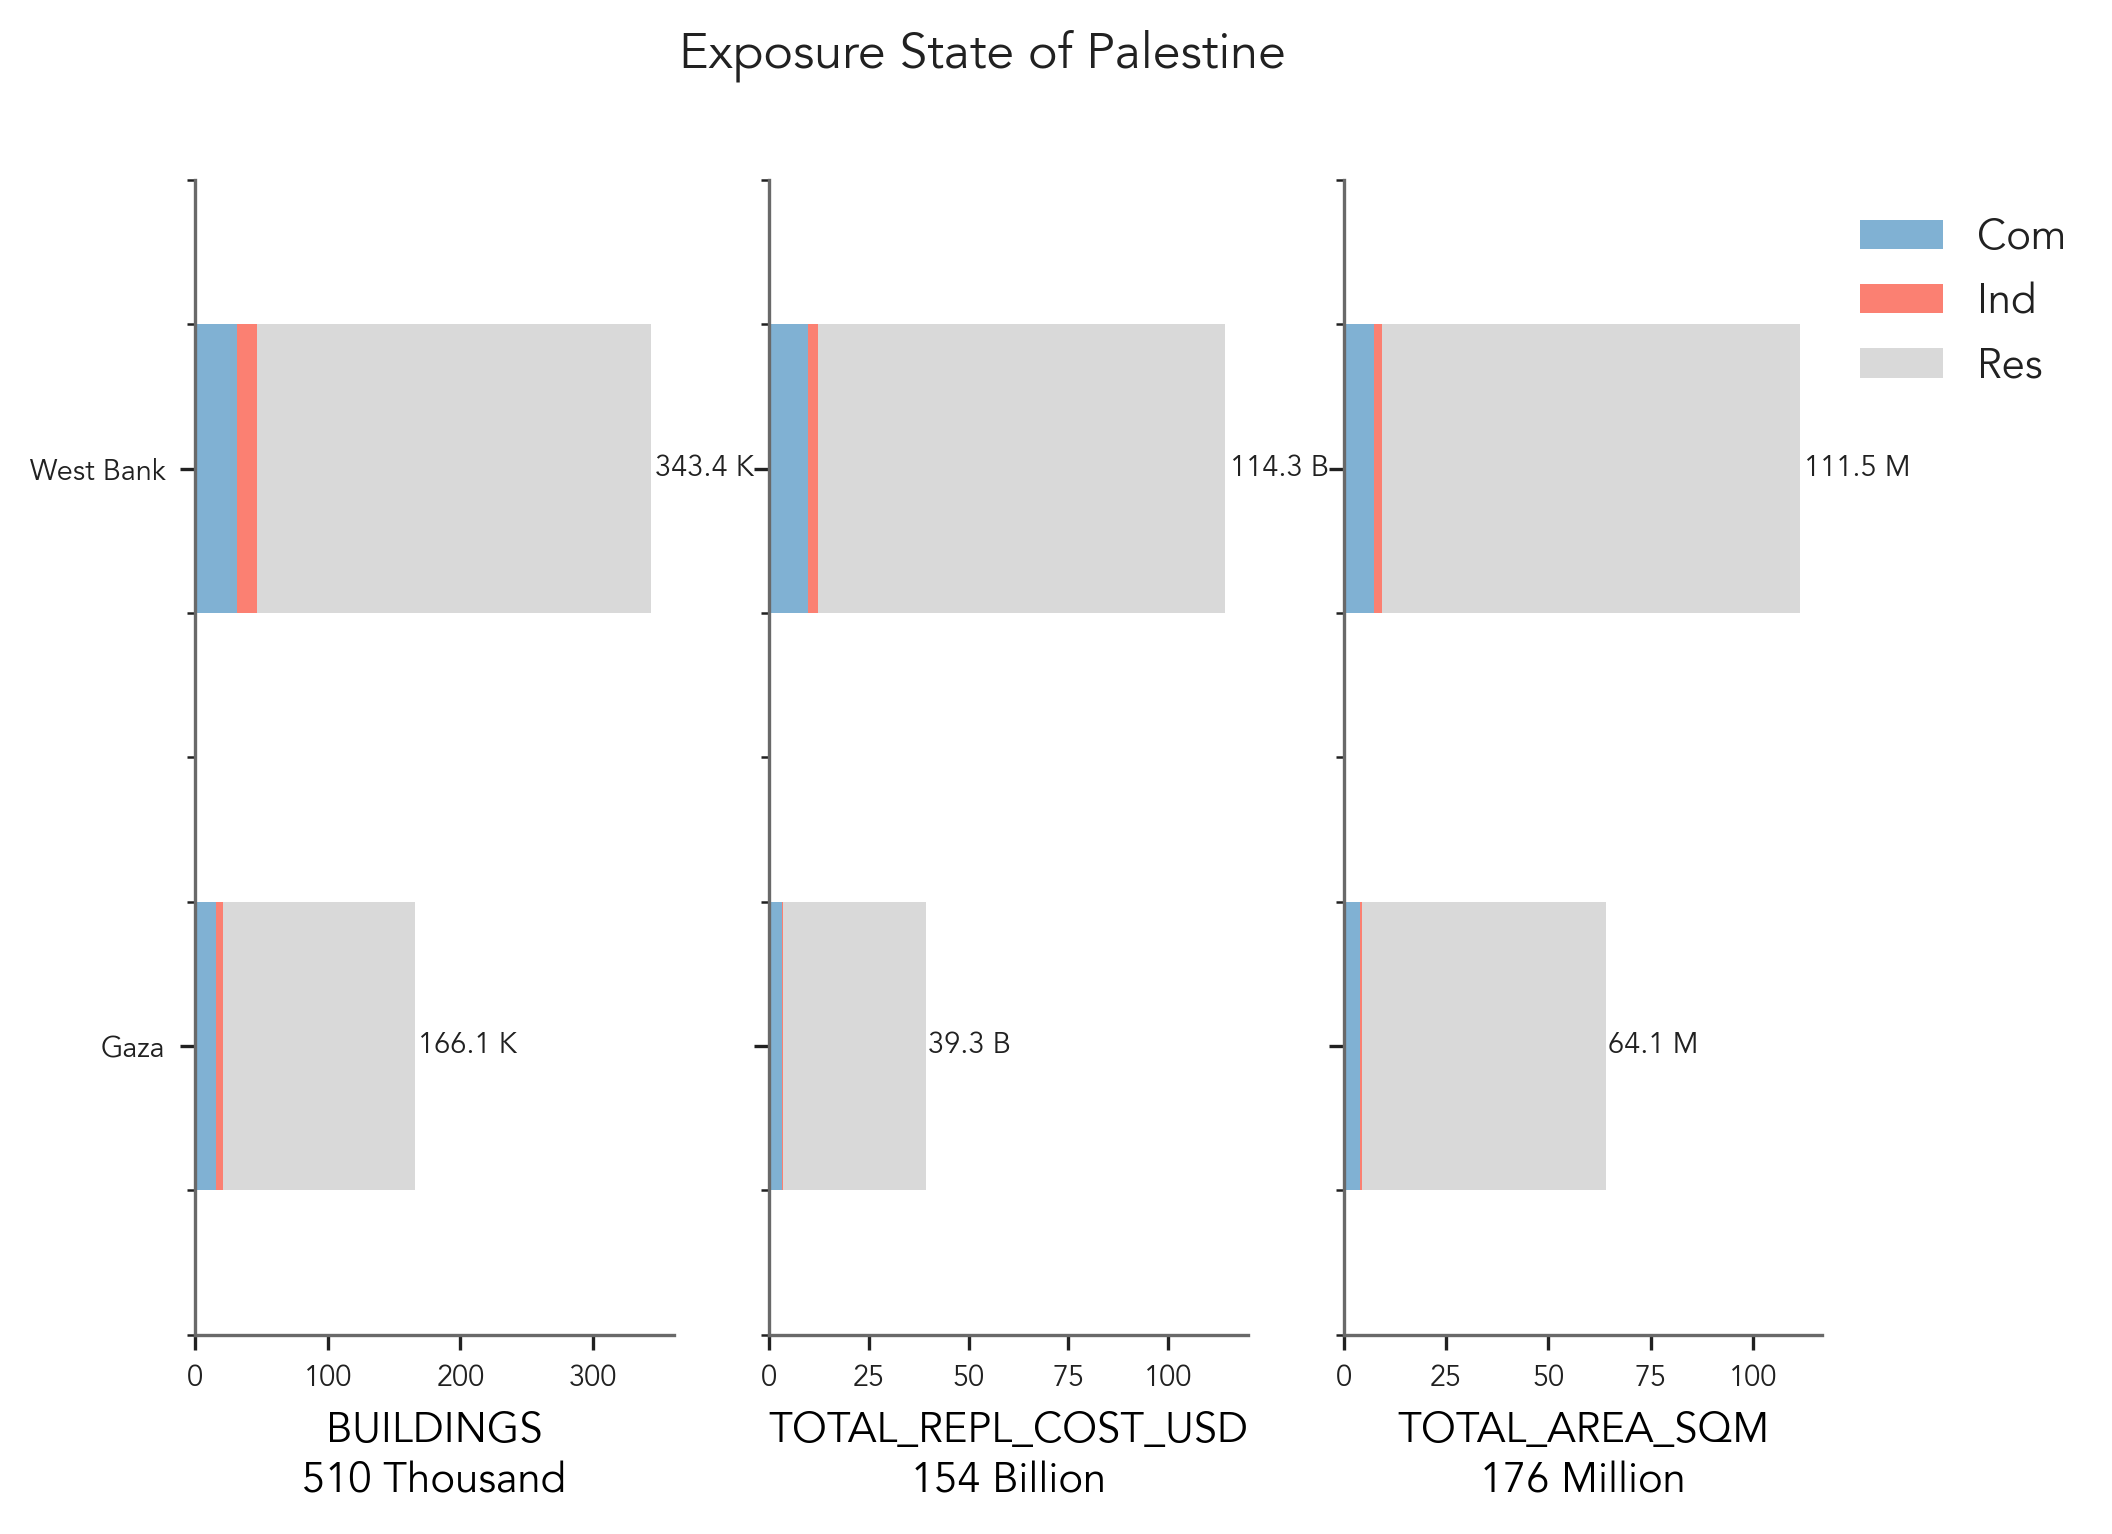 Exposure State of Palestine
Com
Ind
Res
West Bank
343.4 K
114.3 B
111.5 M
Gaza
166.1 K
39.3 B
64.1 M
0 100 200 300
0 25 50 75 100
0 25 50 75 100
BUILDINGS
510 Thousand
TOTAL_REPL_COST_USD
154 Billion
TOTAL_AREA_SQM
176 Million